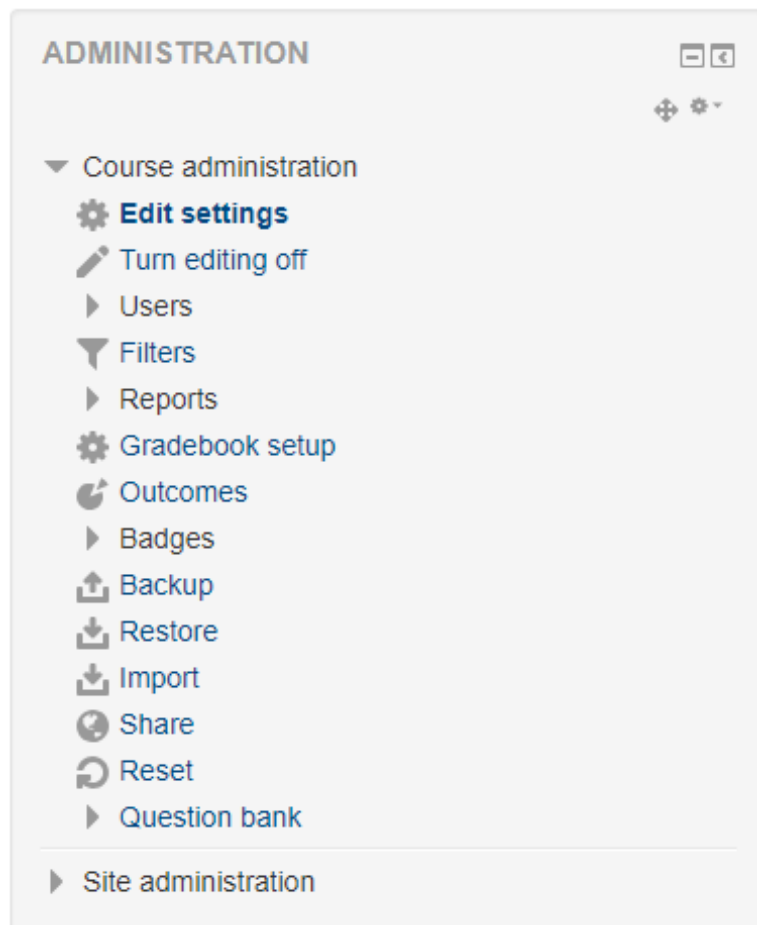 ADMINISTRATION
Course administration
Edit settings
Turn editing off
Users
Filters
Reports
Gradebook setup
Outcomes
Badges
Backup
Restore
Import
Share
Reset
Question bank
Site administration